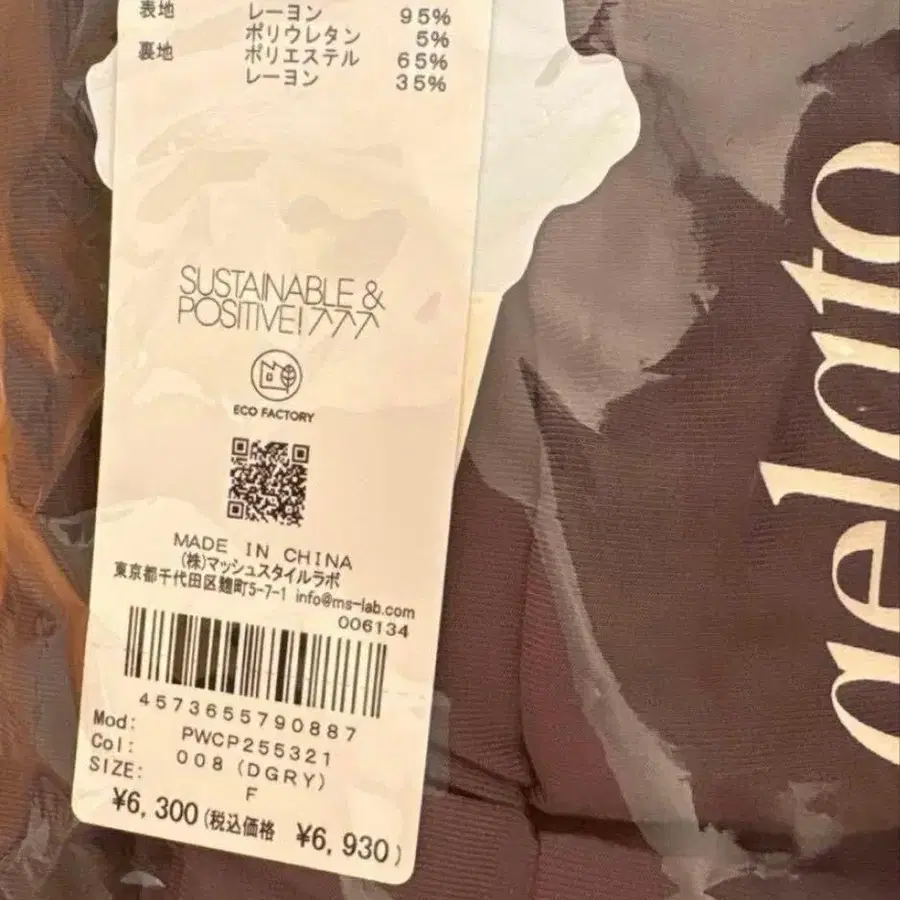 表地 レーヨン 95%
ポリウレタン 5%
裏地 ポリエステル 65%
レーヨン 35%
SUSTAINABLE &
POSITIVE! ↗↗↗
ECO FACTORY
MADE IN CHINA
(株)マッシュスタイルラボ
東京都千代田区麹町5-7-1 info@ms-lab.com
006134
4573655790887
Mod: PWCP255321
Col: 008 (DGRY)
SIZE: F
¥6,300(税込価格 ¥6,930)
gelato